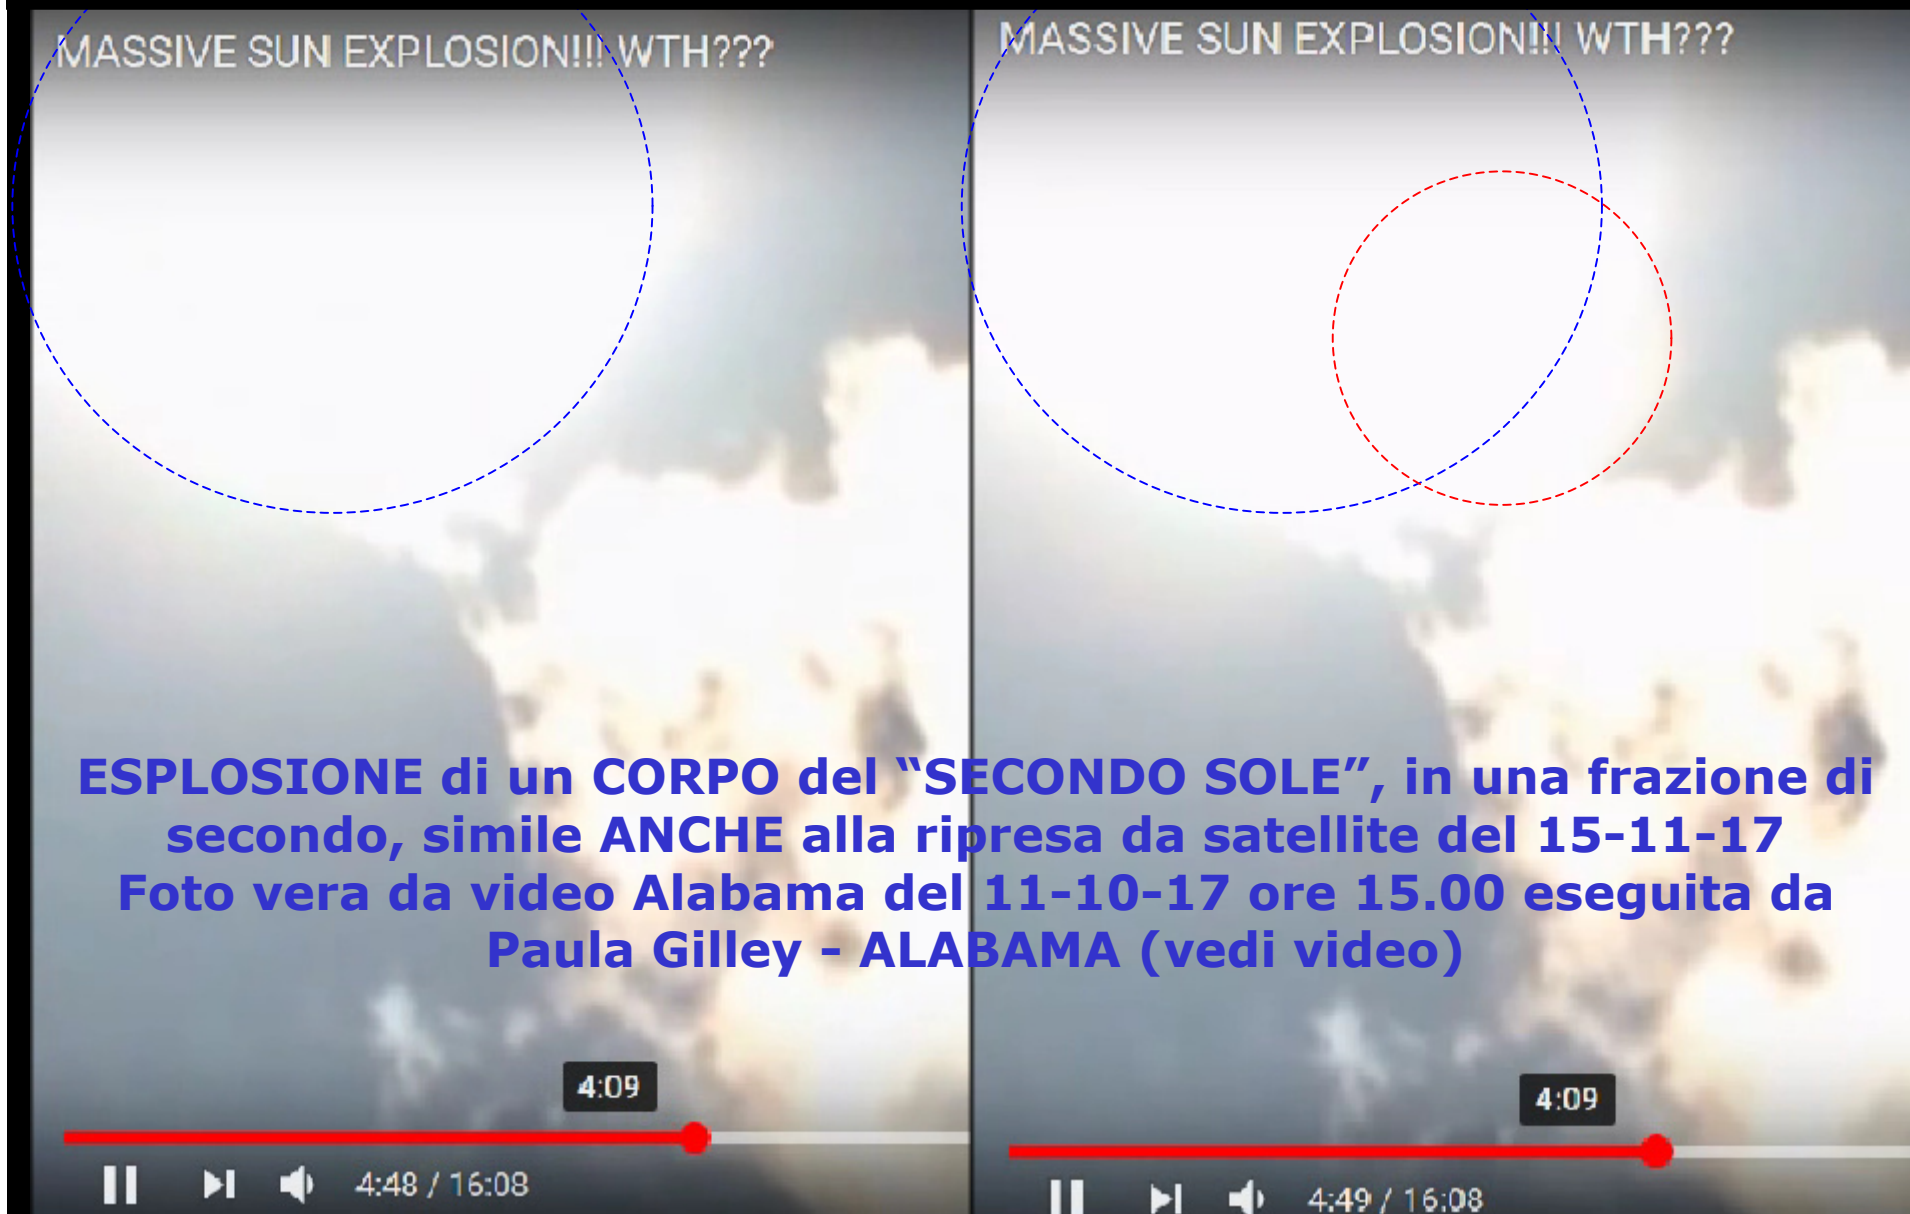 MASSIVE SUN EXPLOSION!!! WTH???
MASSIVE SUN EXPLOSION!!! WTH???
ESPLOSIONE di un CORPO del “SECONDO SOLE”, in una frazione di
secondo, simile ANCHE alla ripresa da satellite del 15-11-17
Foto vera da video Alabama del 11-10-17 ore 15.00 eseguita da
Paula Gilley - ALABAMA (vedi video)
4:09
4:09
4:48 / 16:08
4:49 / 16:08